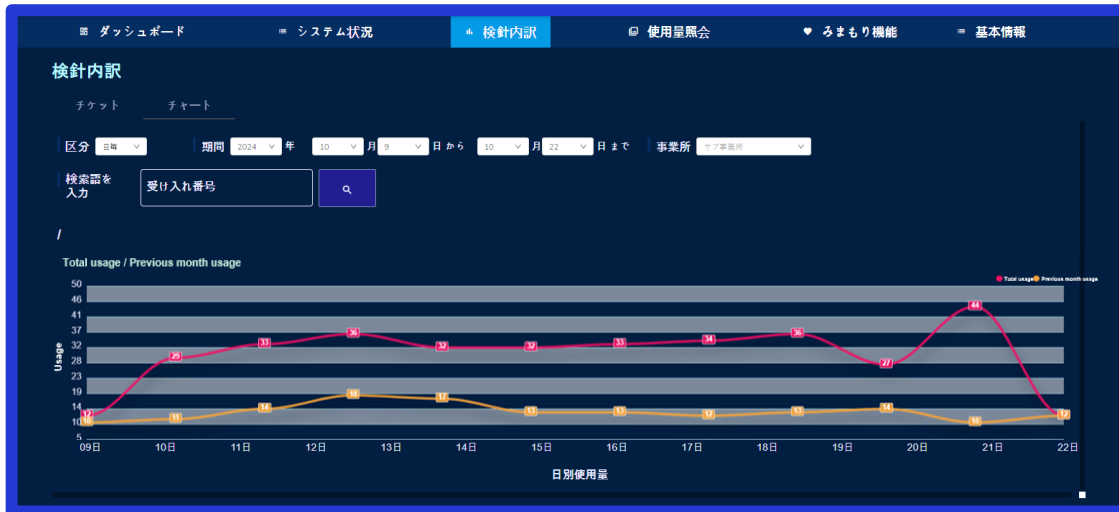 ダッシュボード システム状況 検針内訳 使用量照会 みまもり機能 基本情報
検針内訳
チケット チャート
区分 日毎 期間 2024 年 10 月 9 日 から 10 月 22 日 まで 事業所 サブ事業所
検索語を
入力
受け入れ番号
/
Total usage / Previous month usage
Total usage Previous month usage
50
46
41
37
32
28
23
19
14
10
5
Usage
12 29 33 36 32 32 33 34 36 27 44
10 11 14 18 17 13 13 12 13 14 10 12
09日 10日 11日 12日 13日 14日 15日 16日 17日 18日 19日 20日 21日 22日
日別使用量